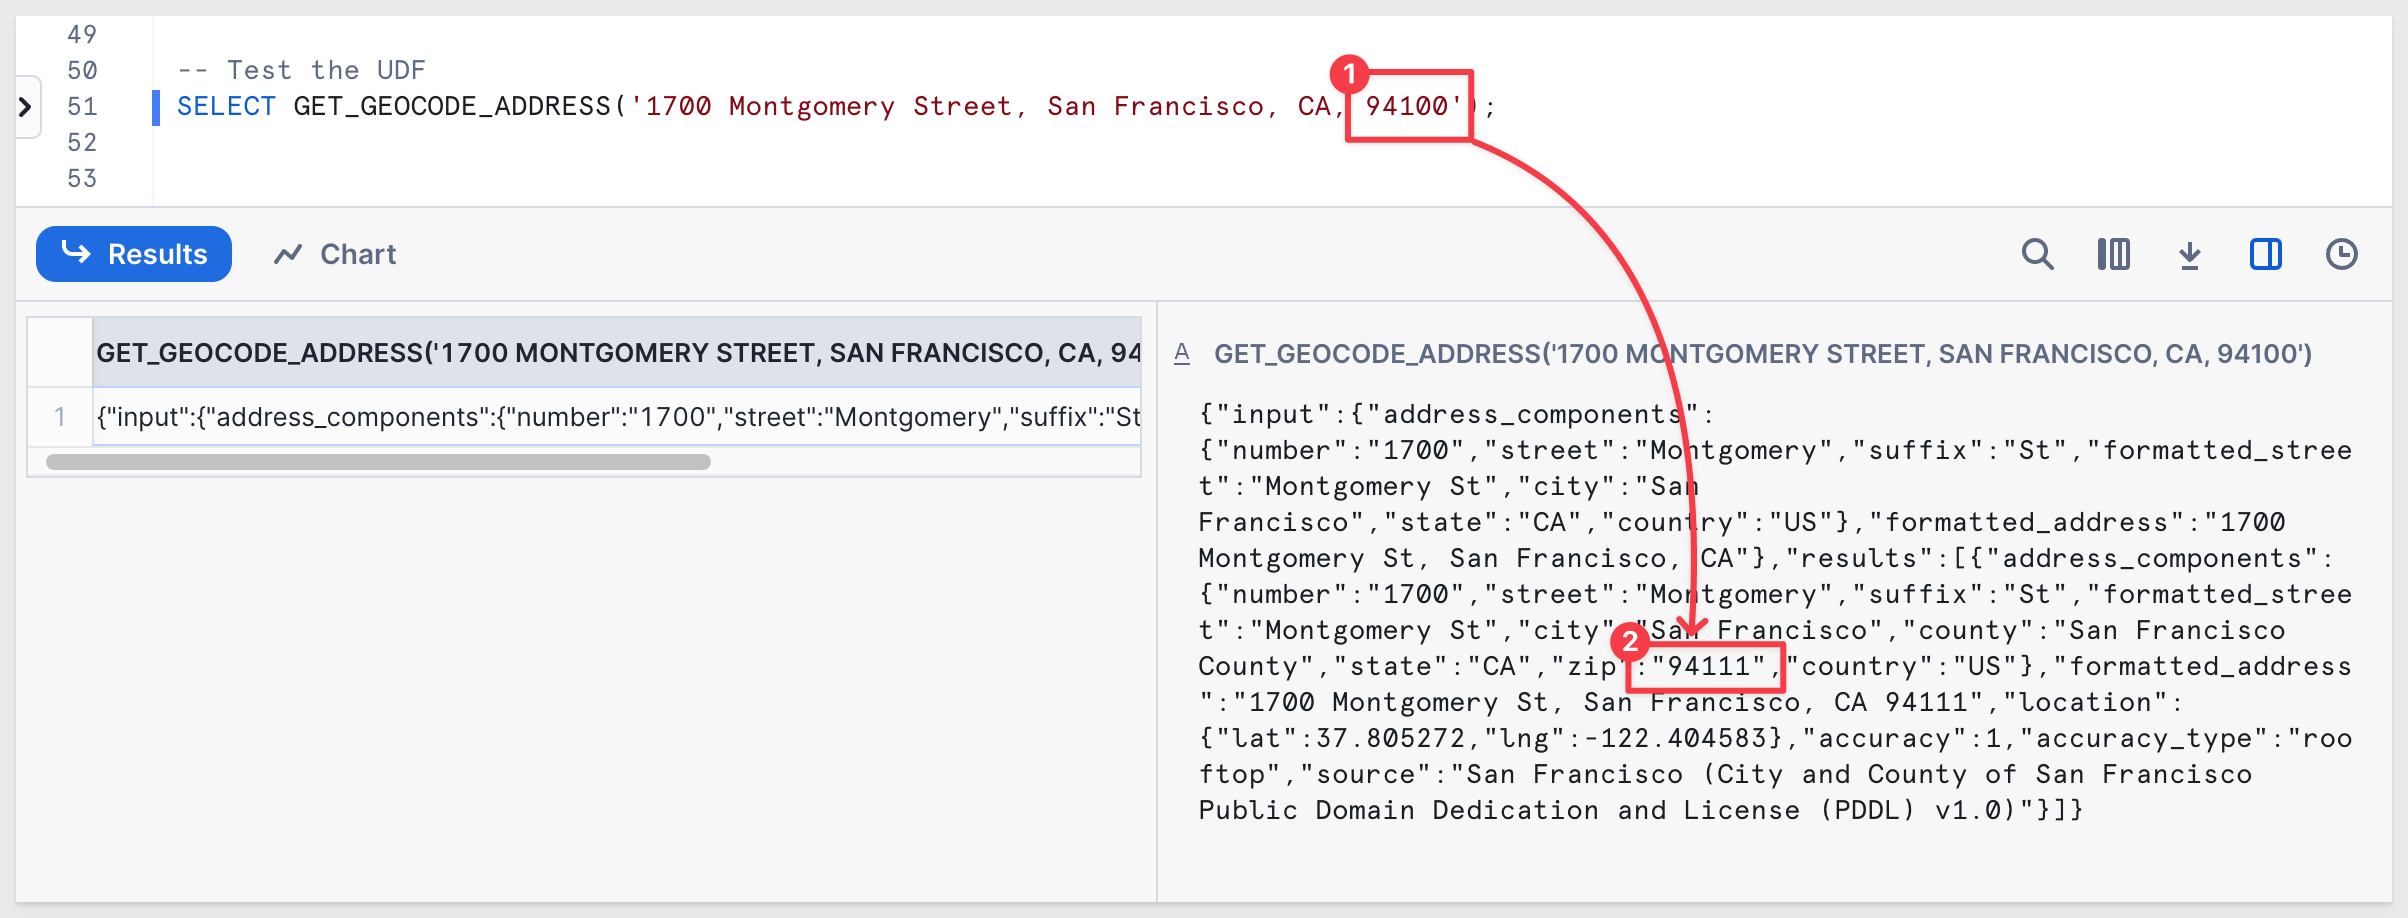 49
50 -- Test the UDF
51 SELECT GET_GEOCODE_ADDRESS('1700 Montgomery Street, San Francisco, CA, 94100');
52
53
1
Results Chart
GET_GEOCODE_ADDRESS('1700 MONTGOMERY STREET, SAN FRANCISCO, CA, 94
1 {"input":{"address_components":{"number":"1700","street":"Montgomery","suffix":"St
A GET_GEOCODE_ADDRESS('1700 MONTGOMERY STREET, SAN FRANCISCO, CA, 94100')
{"input":{"address_components":
{"number":"1700","street":"Montgomery","suffix":"St","formatted_stree
t":"Montgomery St","city":"San
Francisco","state":"CA","country":"US"},"formatted_address":"1700
Montgomery St, San Francisco, CA"},"results":[{"address_components":
{"number":"1700","street":"Montgomery","suffix":"St","formatted_stree
t":"Montgomery St","city":"San Francisco","county":"San Francisco
2
County","state":"CA","zip":"94111","country":"US"},"formatted_address
":"1700 Montgomery St, San Francisco, CA 94111","location":
{"lat":37.805272,"lng":-122.404583},"accuracy":1,"accuracy_type":"roo
ftop","source":"San Francisco (City and County of San Francisco
Public Domain Dedication and License (PDDL) v1.0)"}]}